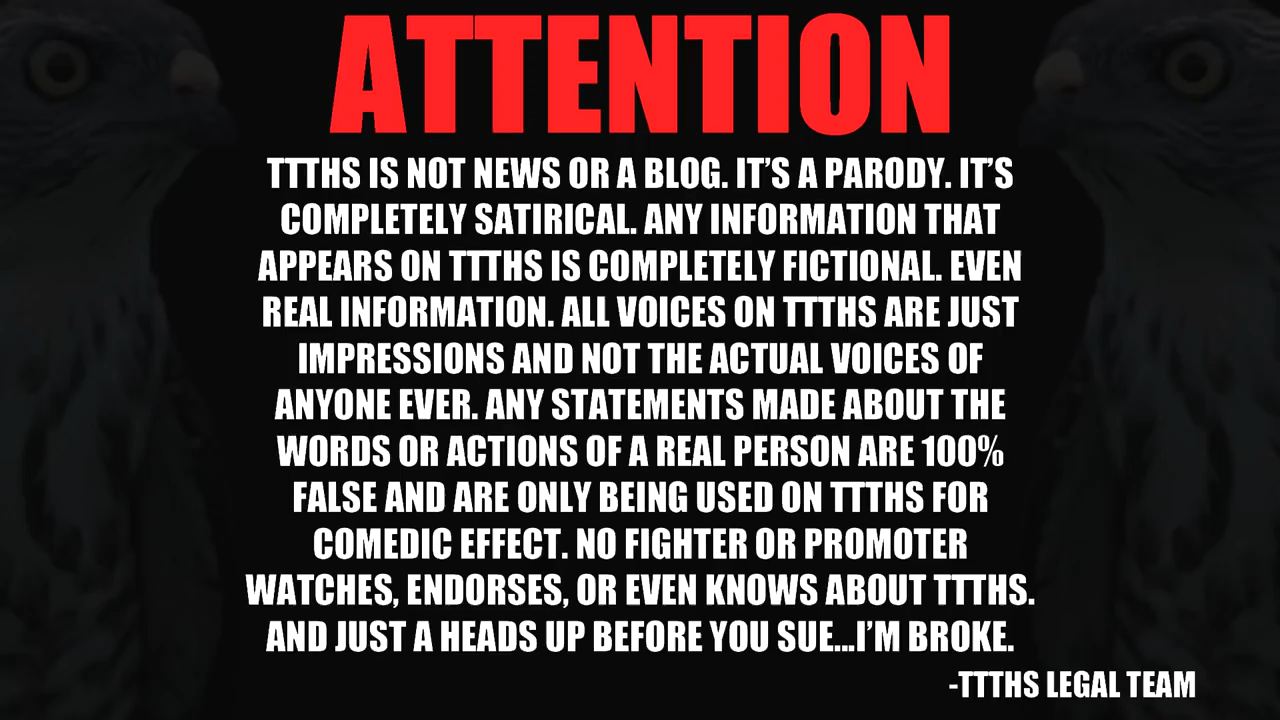 ATTENTION
TTTHS IS NOT NEWS OR A BLOG. IT'S A PARODY. IT'S
COMPLETELY SATIRICAL. ANY INFORMATION THAT
APPEARS ON TTTHS IS COMPLETELY FICTIONAL. EVEN
REAL INFORMATION. ALL VOICES ON TTTHS ARE JUST
IMPRESSIONS AND NOT THE ACTUAL VOICES OF
ANYONE EVER. ANY STATEMENTS MADE ABOUT THE
WORDS OR ACTIONS OF A REAL PERSON ARE 100%
FALSE AND ARE ONLY BEING USED ON TTTHS FOR
COMEDIC EFFECT. NO FIGHTER OR PROMOTER
WATCHES, ENDORSES, OR EVEN KNOWS ABOUT TTTHS.
AND JUST A HEADS UP BEFORE YOU SUE...I'M BROKE.
-TTTHS LEGAL TEAM